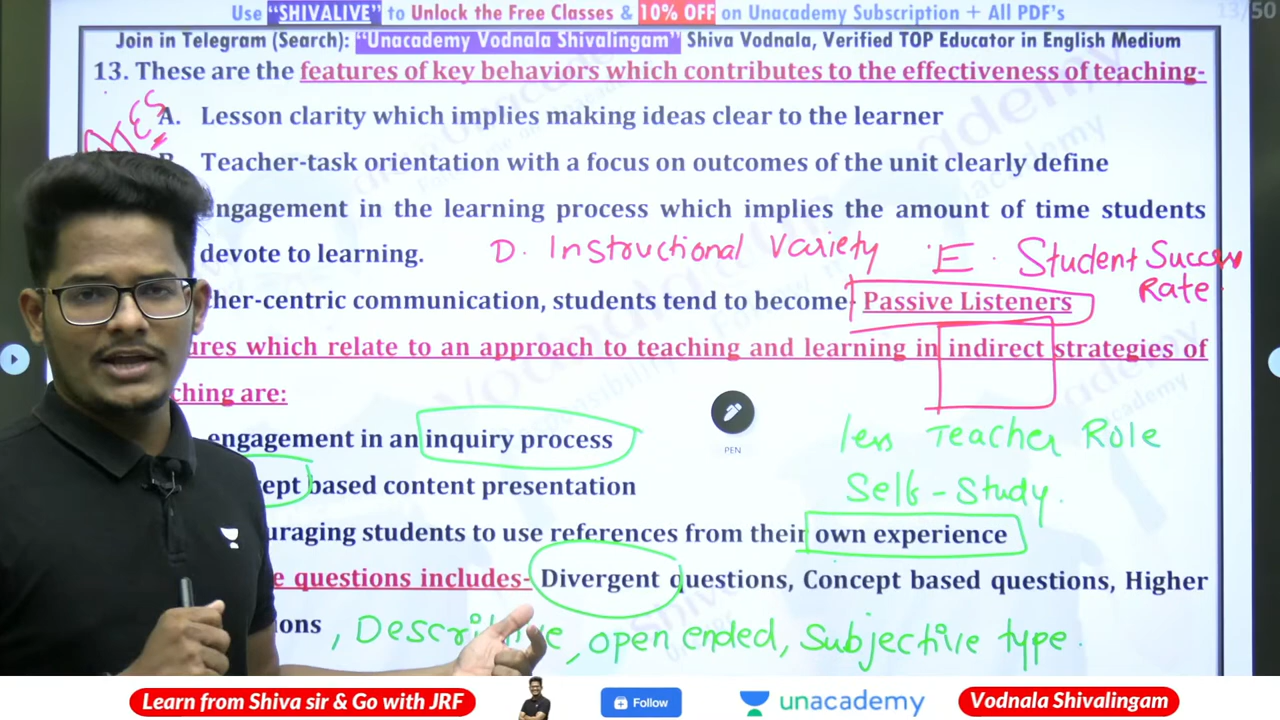 Use “SHIVALIVE” to Unlock the Free Classes & 10% OFF on Unacademy Subscription + All PDF’s
13/50
Join in Telegram (Search): “Unacademy Vodnala Shivalingam” Shiva Vodnala, Verified TOP Educator in English Medium
13. These are the features of key behaviors which contributes to the effectiveness of teaching-
A. Lesson clarity which implies making ideas clear to the learner
Teacher-task orientation with a focus on outcomes of the unit clearly define
ngagement in the learning process which implies the amount of time students
devote to learning. D. Instructional Variety E. Student Success
Rate
cher-centric communication, students tend to become Passive Listeners
ures which relate to an approach to teaching and learning in indirect strategies of
ching are:
engagement in an inquiry process
less Teacher Role
ept based content presentation
Self-Study.
uraging students to use references from their own experience
e questions includes- Divergent questions, Concept based questions, Higher
ions , open ended, Subjective type.
PEN
Learn from Shiva sir & Go with JRF
Follow
unacademy
Vodnala Shivalingam